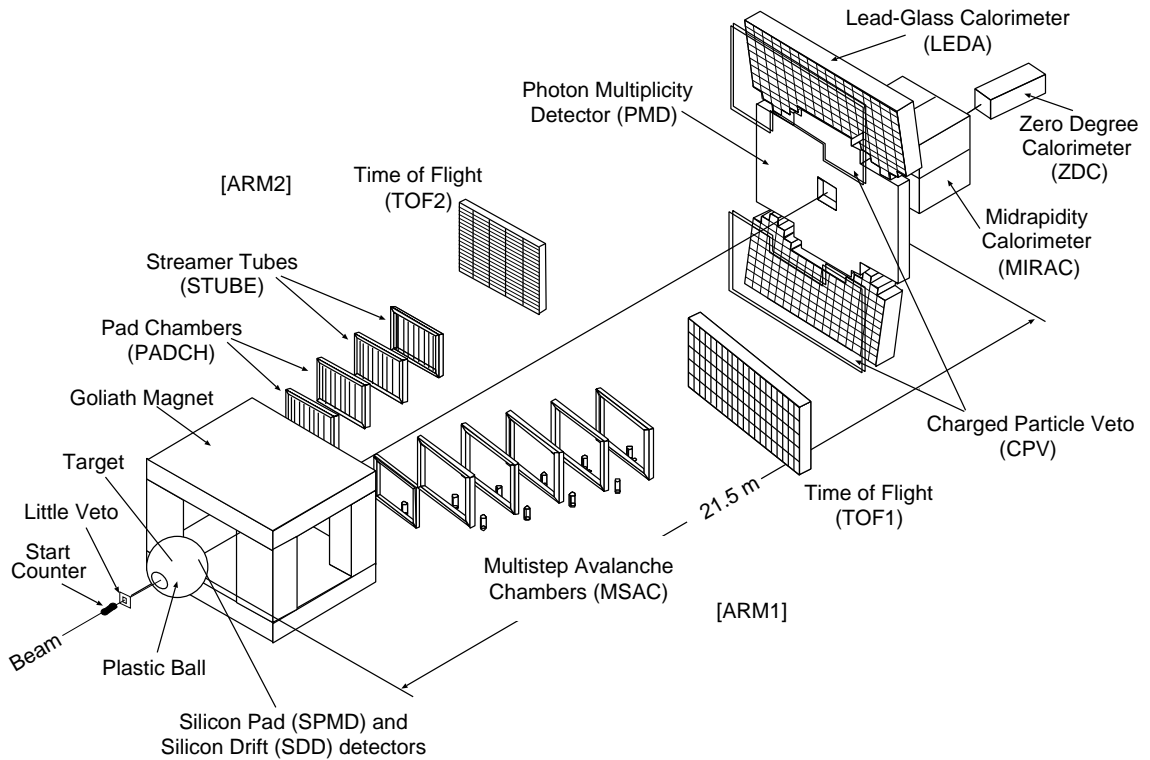 Lead-Glass Calorimeter
(LEDA)
Photon Multiplicity
Detector (PMD)
Zero Degree
Calorimeter
(ZDC)
[ARM2]
Time of Flight
(TOF2)
Midrapidity
Calorimeter
(MIRAC)
Streamer Tubes
(STUBE)
Pad Chambers
(PADCH)
Goliath Magnet
Charged Particle Veto
(CPV)
Target
Little Veto
Start
Counter
21.5 m
Time of Flight
(TOF1)
Multistep Avalanche
Chambers (MSAC)
[ARM1]
Beam
Plastic Ball
Silicon Pad (SPMD) and
Silicon Drift (SDD) detectors